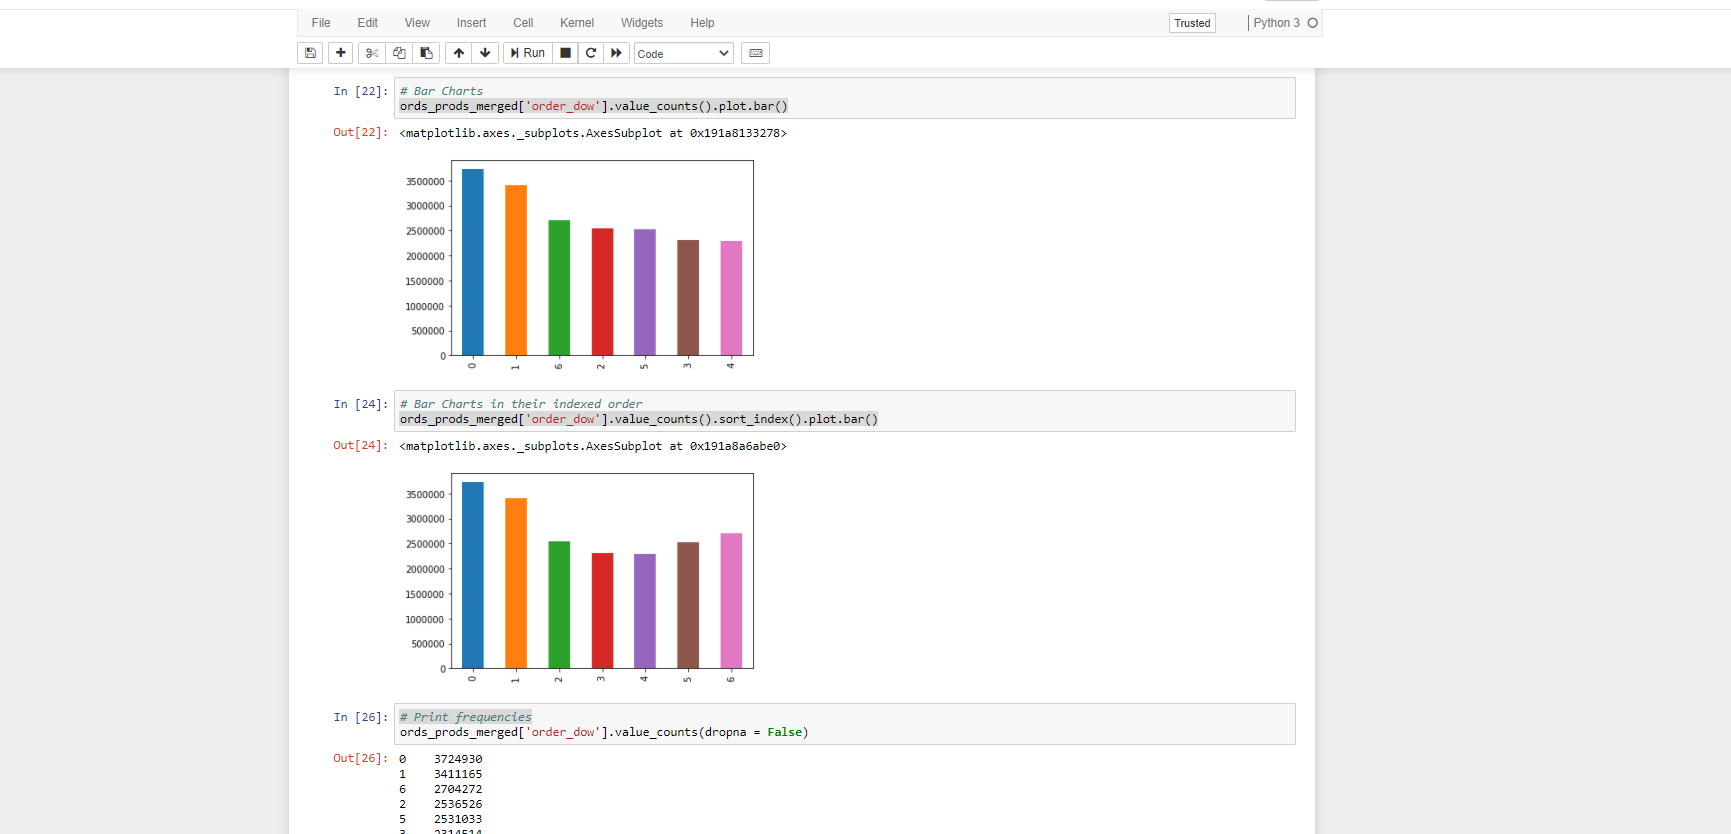 File Edit View Insert Cell Kernel Widgets Help Trusted Python 3
Run Code
In [22]: # Bar Charts
ords_prods_merged['order_dow'].value_counts().plot.bar()
Out[22]: <matplotlib.axes._subplots.AxesSubplot at 0x191a8133278>
3500000
3000000
2500000
2000000
1500000
1000000
500000
0
0 1 6 2 5 3 4
In [24]: # Bar Charts in their indexed order
ords_prods_merged['order_dow'].value_counts().sort_index().plot.bar()
Out[24]: <matplotlib.axes._subplots.AxesSubplot at 0x191a8a6abe0>
3500000
3000000
2500000
2000000
1500000
1000000
500000
0
0 1 2 3 4 5 6
In [26]: # Print frequencies
ords_prods_merged['order_dow'].value_counts(dropna = False)
Out[26]: 0 3724930
1 3411165
6 2704272
2 2536526
5 2531033
3 2314514